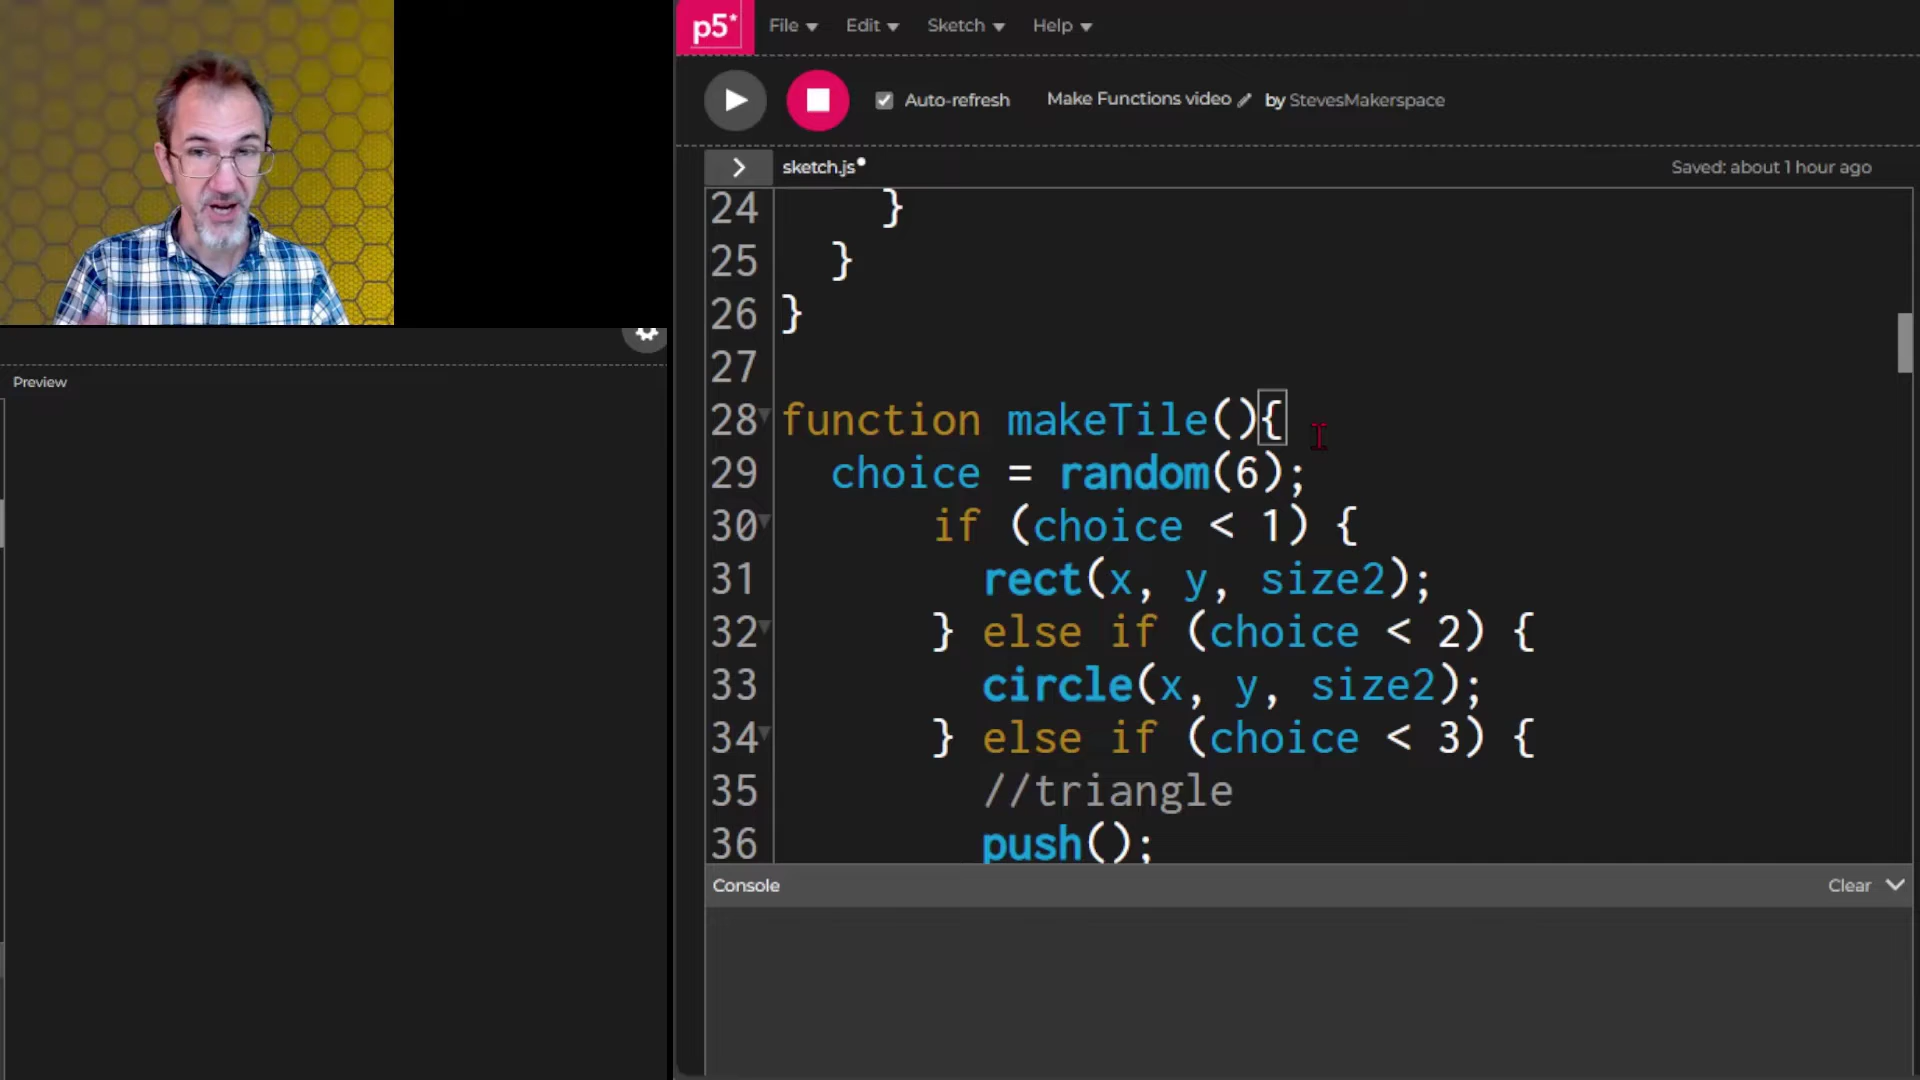 p5* File Edit Sketch Help
Auto-refresh Make Functions video by StevesMakerspace
> sketch.js Saved: about 1 hour ago
24 }
25 }
26 }
27
28 function makeTile(){
29 choice = random(6);
30 if (choice < 1) {
31 rect(x, y, size2);
32 } else if (choice < 2) {
33 circle(x, y, size2);
34 } else if (choice < 3) {
35 //triangle
36 push();
Console Clear
Preview